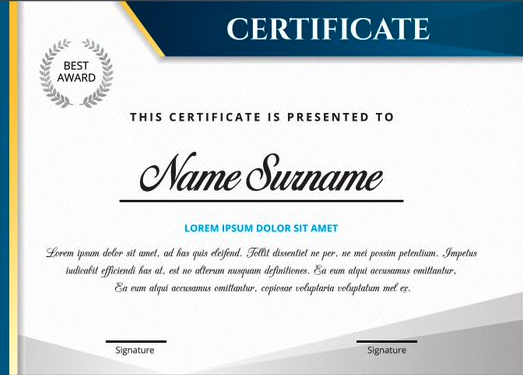 CERTIFICATE
BEST
AWARD
THIS CERTIFICATE IS PRESENTED TO
Name Surname
LOREM IPSUM DOLOR SIT AMET
Lorem ipsum dolor sit amet, ad has quis eleifend. Tollit dissentiet ne per, ne mei possim petentium. Impetus
iudicabit efficiendi has at, est no alterum nusquam definitiones. Ea eum atqui accusamus omittantur,
Ea eum atqui accusamus omittantur, copiosae voluptaria voluptatum mel ex.
Signature
Signature